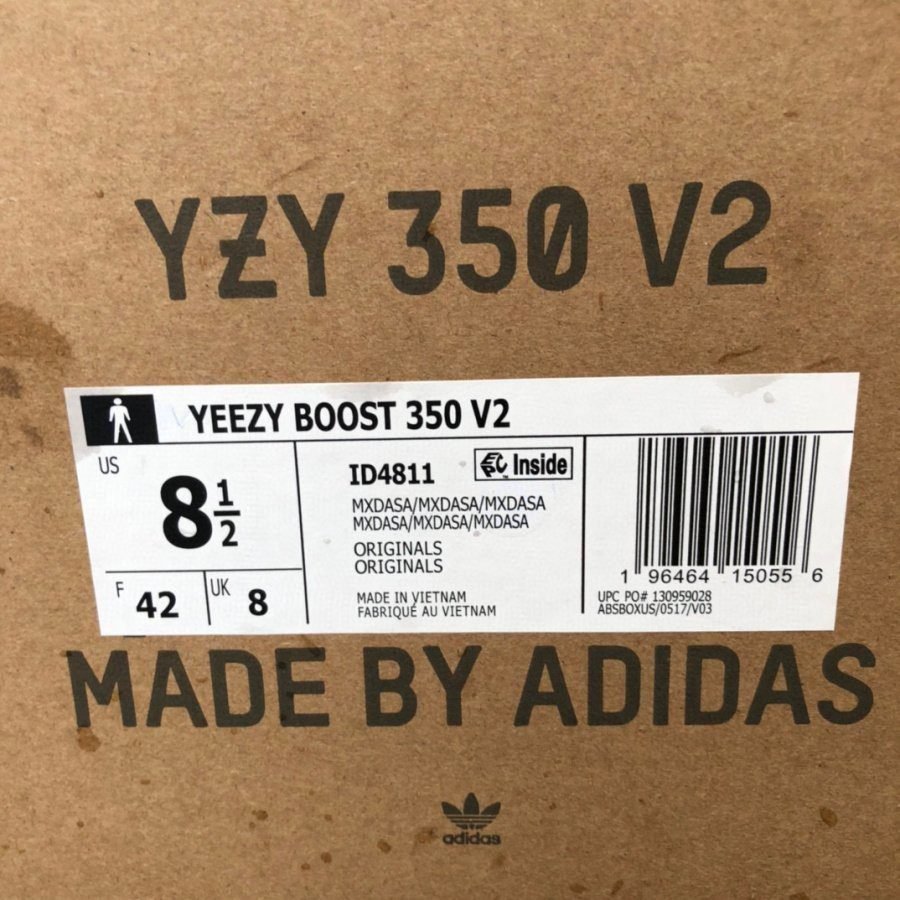 YZY 350 V2
YEEZY BOOST 350 V2
US
8 1/2
F
42
UK
8
ID4811
EC Inside
MXDASA/MXDASA/MXDASA
MXDASA/MXDASA/MXDASA
ORIGINALS
ORIGINALS
MADE IN VIETNAM
FABRIQUÉ AU VIETNAM
1 96464 15055 6
UPC PO# 130959028
ABSBOXUS/0517/V03
MADE BY ADIDAS
adidas